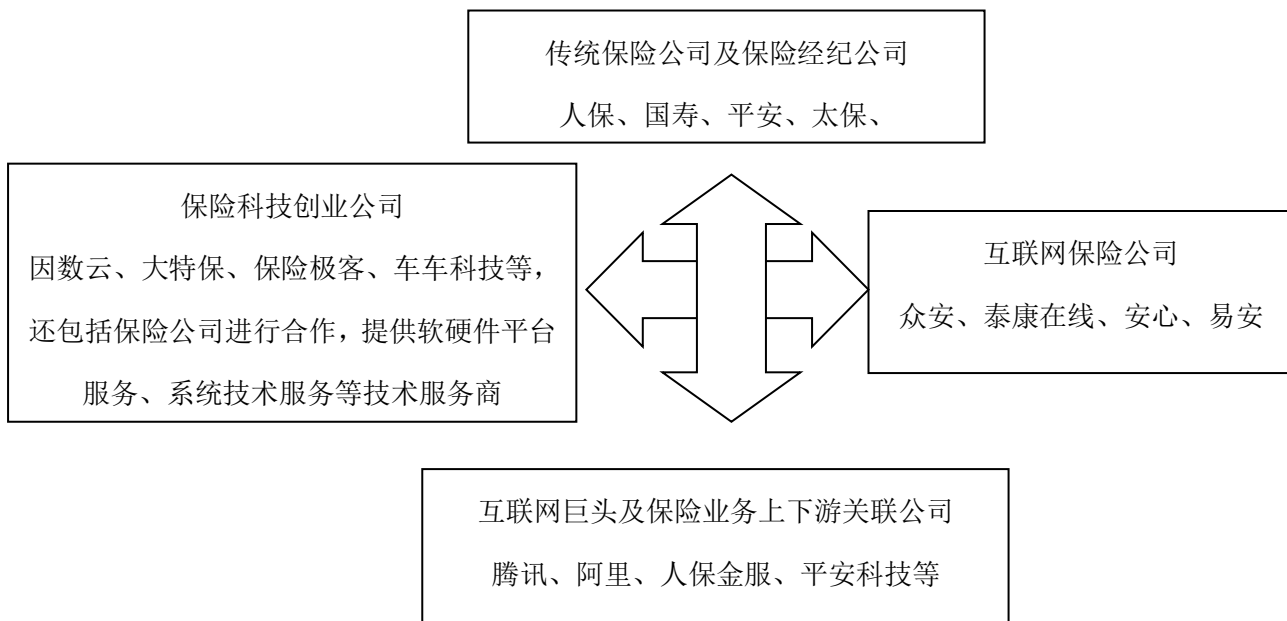 传统保险公司及保险经纪公司
人保、国寿、平安、太保、
保险科技创业公司
因数云、大特保、保险极客、车车科技等，
还包括保险公司进行合作，提供软硬件平台
服务、系统技术服务等技术服务商
互联网保险公司
众安、泰康在线、安心、易安
互联网巨头及保险业务上下游关联公司
腾讯、阿里、人保金服、平安科技等